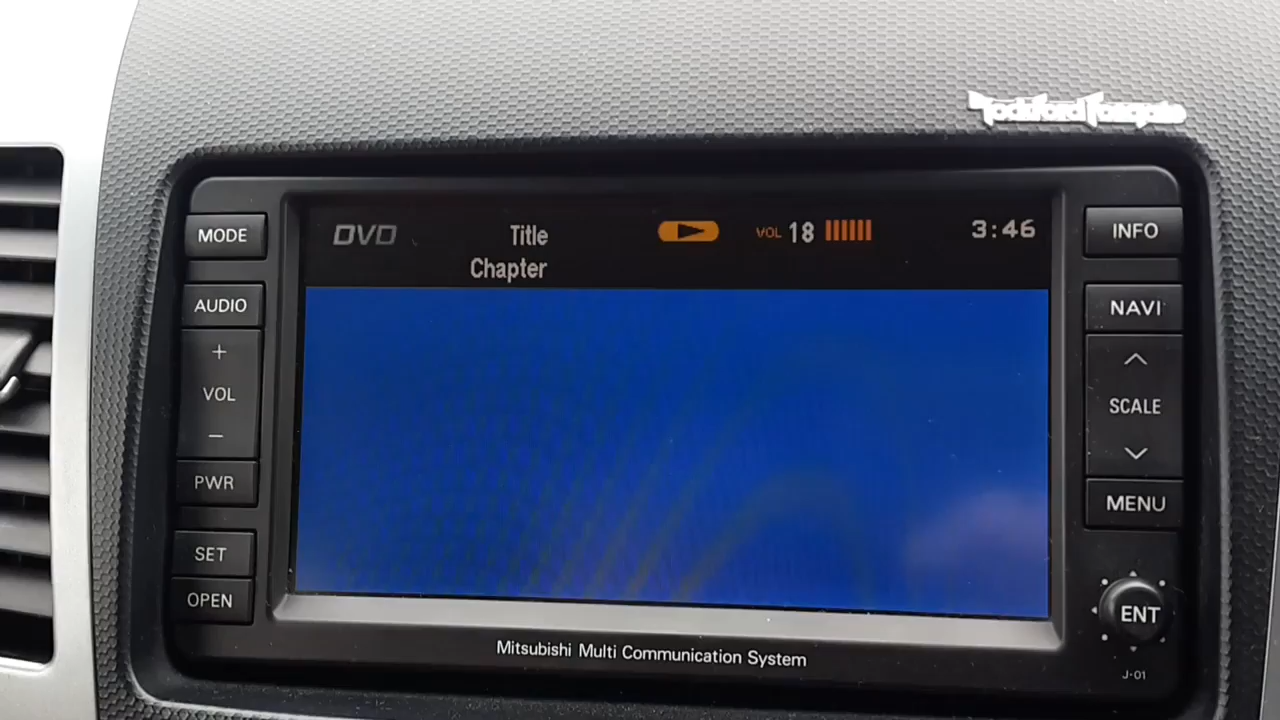 Rockford Fosgate
MODE
AUDIO
+
VOL
−
PWR
SET
OPEN
DVD Title VOL 18 3:46
Chapter
INFO
NAVI
SCALE
MENU
ENT
J-01
Mitsubishi Multi Communication System